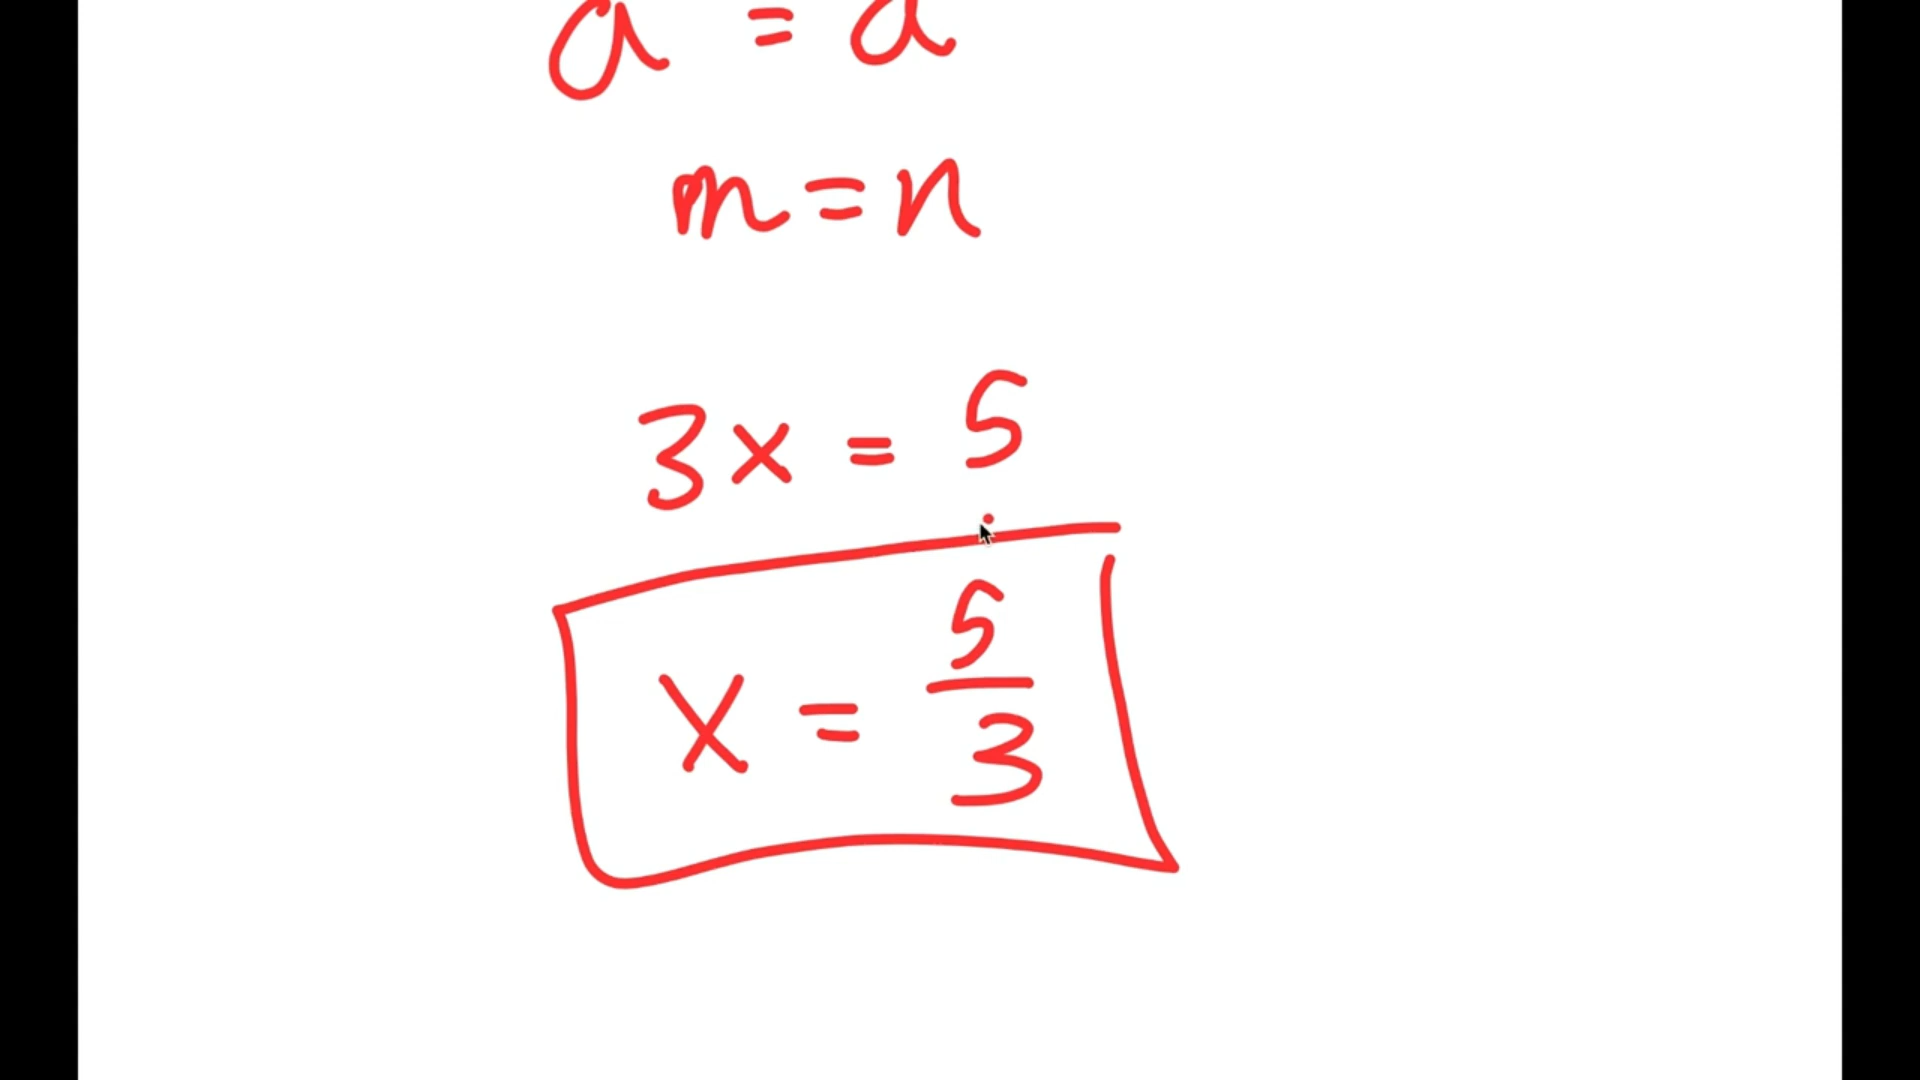 a = a
m = n
3x = 5
x = 5/3